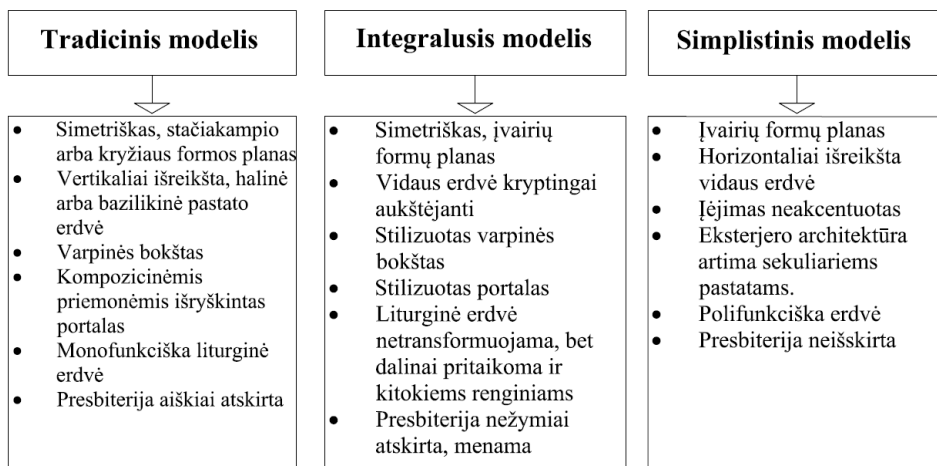 Tradicinis modelis
• Simetriškas, stačiakampio
arba kryžiaus formos planas
• Vertikaliai išreikšta, halinė
arba bazilikinė pastato
erdvė
• Varpinės bokštas
• Kompozicinėmis
priemonėmis išryškintas
portalas
• Monofunkciška liturginė
erdvė
• Presbiterija aiškiai atskirta
Integralusis modelis
• Simetriškas, įvairių
formų planas
• Vidaus erdvė kryptingai
aukštėjanti
• Stilizuotas varpinės
bokštas
• Stilizuotas portalas
• Liturginė erdvė
netransformuojama, bet
dalinai pritaikoma ir
kitokiems renginiams
• Presbiterija nežymiai
atskirta, menama
Simplistinis modelis
• Įvairių formų planas
• Horizontaliai išreikšta
vidaus erdvė
• Įėjimas neakcentuotas
• Eksterjero architektūra
artima sekuliariems
pastatams.
• Polifunkciška erdvė
• Presbiterija neišskirta